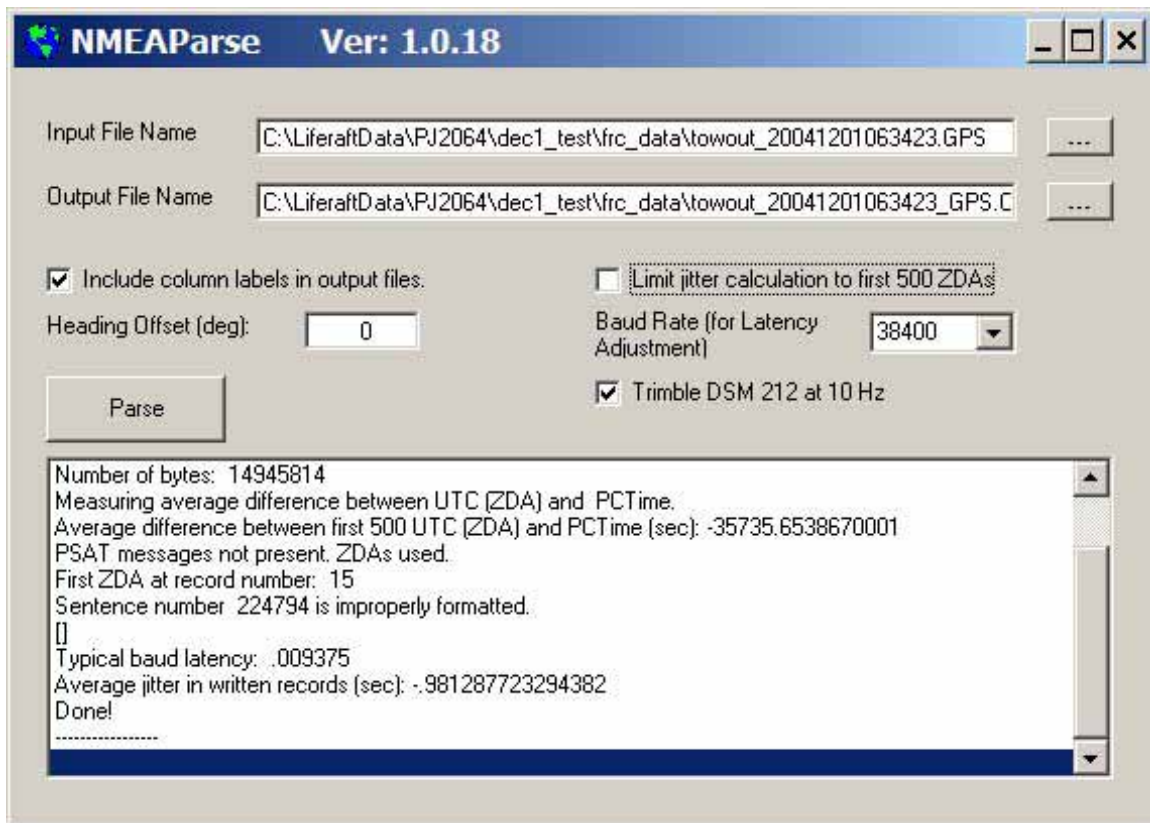 NMEAParse Ver: 1.0.18
Input File Name C:\LiferaftData\PJ2064\dec1_test\frc_data\towout_20041201063423.GPS ...
Output File Name C:\LiferaftData\PJ2064\dec1_test\frc_data\towout_20041201063423_GPS.C ...
Include column labels in output files.
Limit jitter calculation to first 500 ZDAs
Heading Offset (deg): 0
Baud Rate (for Latency
Adjustment) 38400
Parse
Trimble DSM 212 at 10 Hz
Number of bytes: 14945814
Measuring average difference between UTC (ZDA) and PCTime.
Average difference between first 500 UTC (ZDA) and PCTime (sec): -35735.6538670001
PSAT messages not present. ZDAs used.
First ZDA at record number: 15
Sentence number 224794 is improperly formatted.
[]
Typical baud latency: .009375
Average jitter in written records (sec): -.981287723294382
Done!
----------------